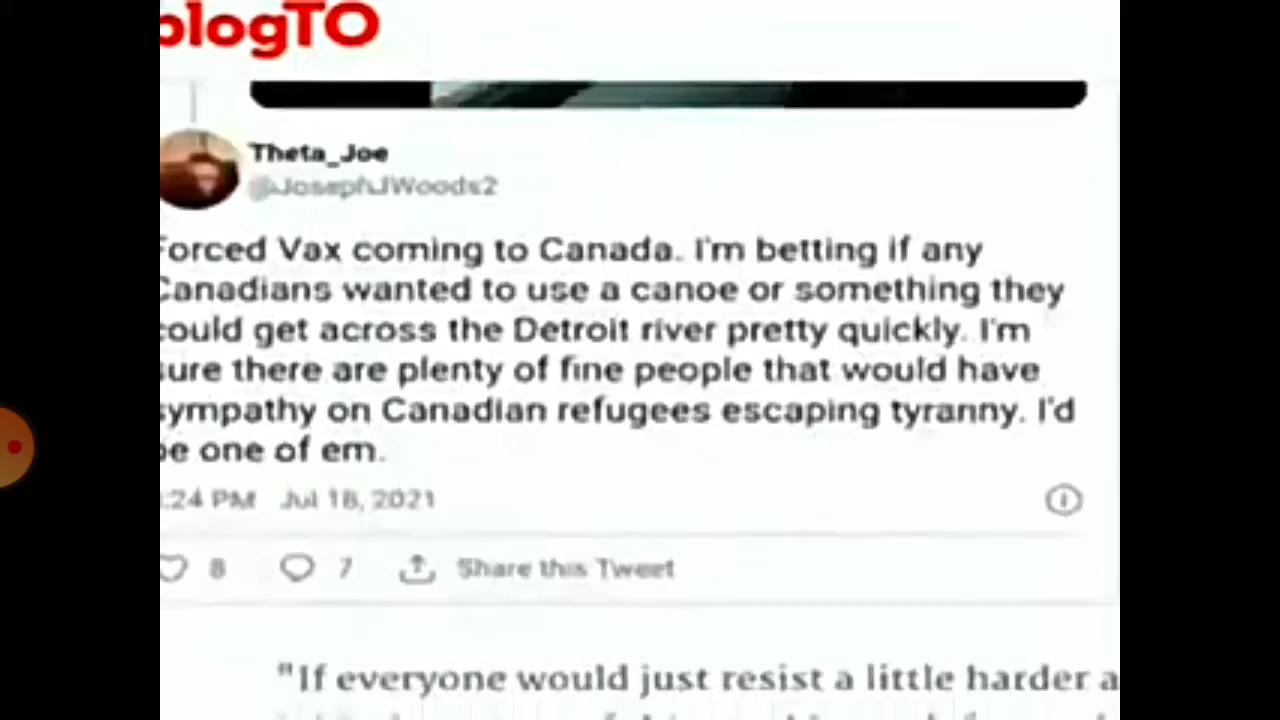 blogTO
Theta_Joe
@JosephJWoods2
Forced Vax coming to Canada. I'm betting if any
Canadians wanted to use a canoe or something they
could get across the Detroit river pretty quickly. I'm
sure there are plenty of fine people that would have
sympathy on Canadian refugees escaping tyranny. I'd
be one of em.
:24 PM Jul 18, 2021
8 7 Share this Tweet
"If everyone would just resist a little harder a